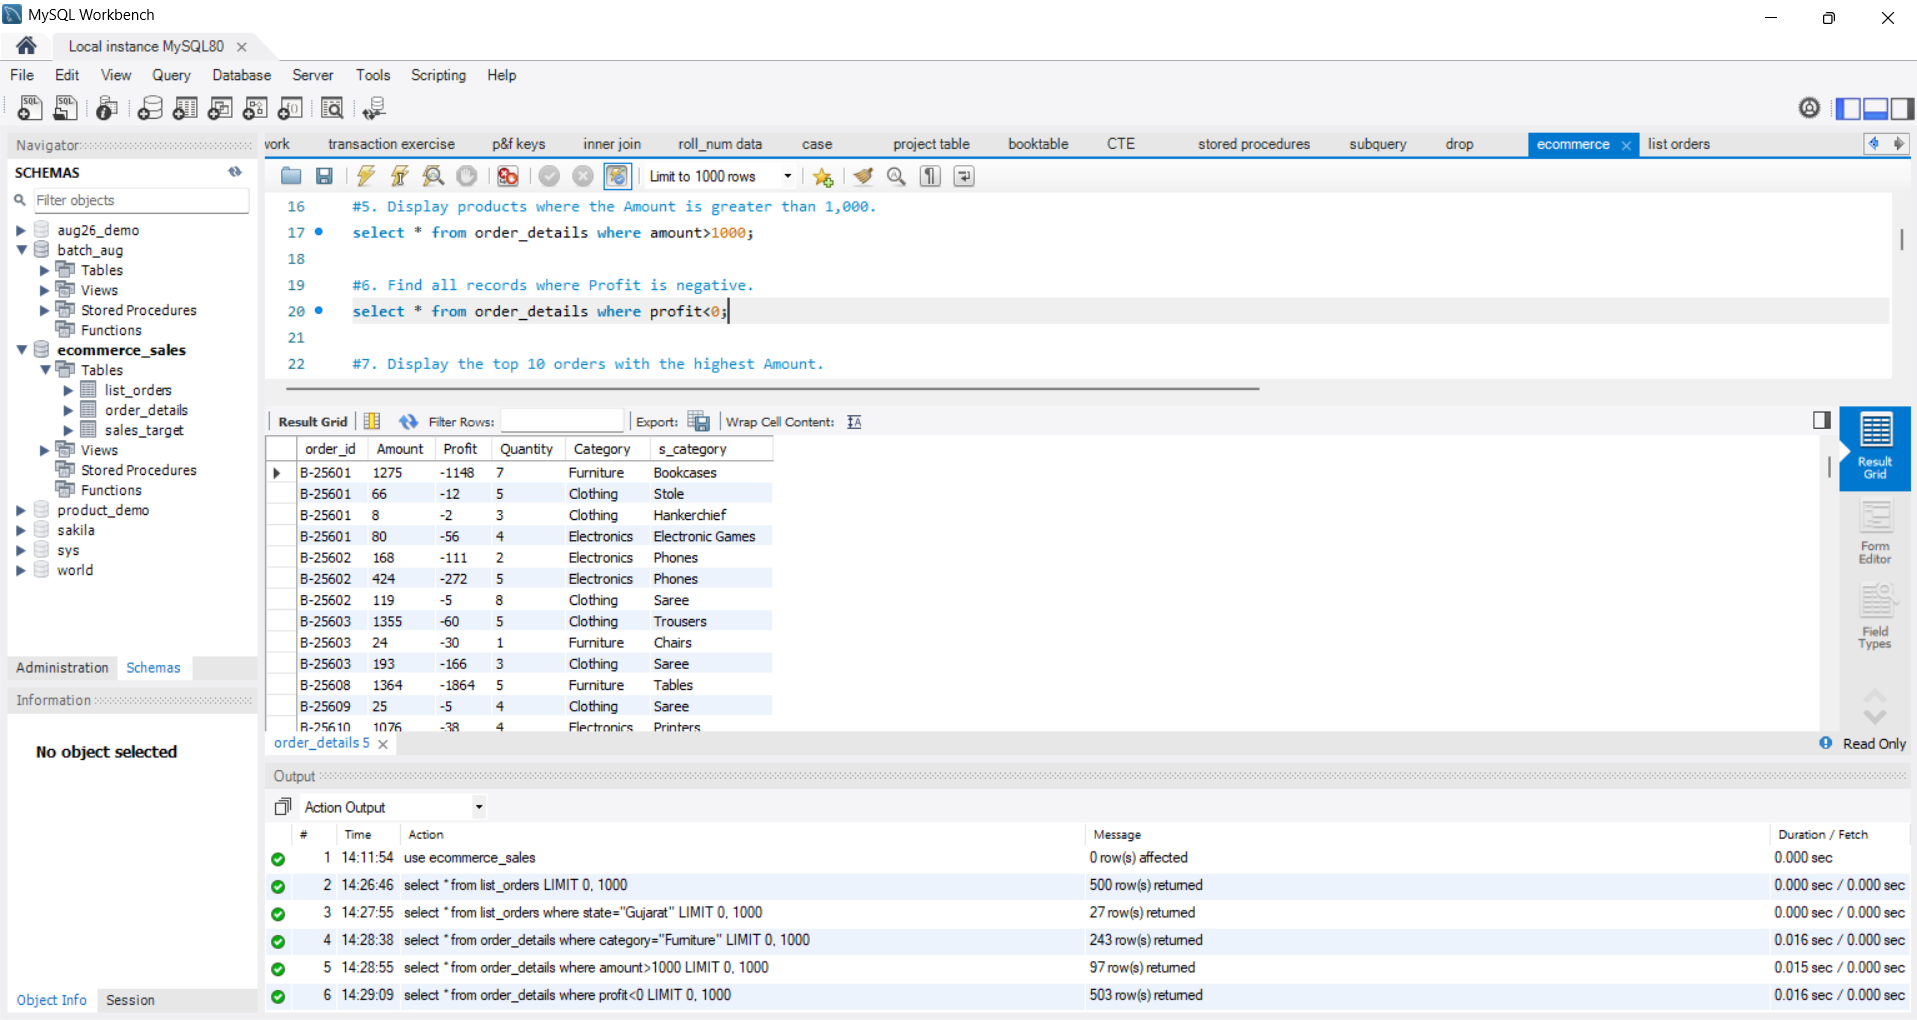 MySQL Workbench
Local instance MySQL80
File Edit View Query Database Server Tools Scripting Help
Navigator
SCHEMAS
Filter objects
aug26_demo
batch_aug
Tables
Views
Stored Procedures
Functions
ecommerce_sales
Tables
list_orders
order_details
sales_target
Views
Stored Procedures
Functions
product_demo
sakila
sys
world
Administration Schemas
Information
No object selected
Object Info Session
work transaction exercise p&f keys inner join roll_num data case project table booktable CTE stored procedures subquery drop ecommerce list orders
Limit to 1000 rows
16 #5. Display products where the Amount is greater than 1,000.
17 select * from order_details where amount>1000;
18
19 #6. Find all records where Profit is negative.
20 select * from order_details where profit<0;
21
22 #7. Display the top 10 orders with the highest Amount.
Result Grid Filter Rows: Export: Wrap Cell Content:
order_id Amount Profit Quantity Category s_category
B-25601 1275 -1148 7 Furniture Bookcases
B-25601 66 -12 5 Clothing Stole
B-25601 8 -2 3 Clothing Hankerchief
B-25601 80 -56 4 Electronics Electronic Games
B-25602 168 -111 2 Electronics Phones
B-25602 424 -272 5 Electronics Phones
B-25602 119 -5 8 Clothing Saree
B-25603 1355 -60 5 Clothing Trousers
B-25603 24 -30 1 Furniture Chairs
B-25603 193 -166 3 Clothing Saree
B-25608 1364 -1864 5 Furniture Tables
B-25609 25 -5 4 Clothing Saree
B-25610 1076 -38 4 Electronics Printers
Result Grid
Form Editor
Field Types
order_details 5
Read Only
Output
Action Output
# Time Action Message Duration / Fetch
1 14:11:54 use ecommerce_sales 0 row(s) affected 0.000 sec
2 14:26:46 select * from list_orders LIMIT 0, 1000 500 row(s) returned 0.000 sec / 0.000 sec
3 14:27:55 select * from list_orders where state="Gujarat" LIMIT 0, 1000 27 row(s) returned 0.000 sec / 0.000 sec
4 14:28:38 select * from order_details where category="Furniture" LIMIT 0, 1000 243 row(s) returned 0.016 sec / 0.000 sec
5 14:28:55 select * from order_details where amount>1000 LIMIT 0, 1000 97 row(s) returned 0.015 sec / 0.000 sec
6 14:29:09 select * from order_details where profit<0 LIMIT 0, 1000 503 row(s) returned 0.016 sec / 0.000 sec